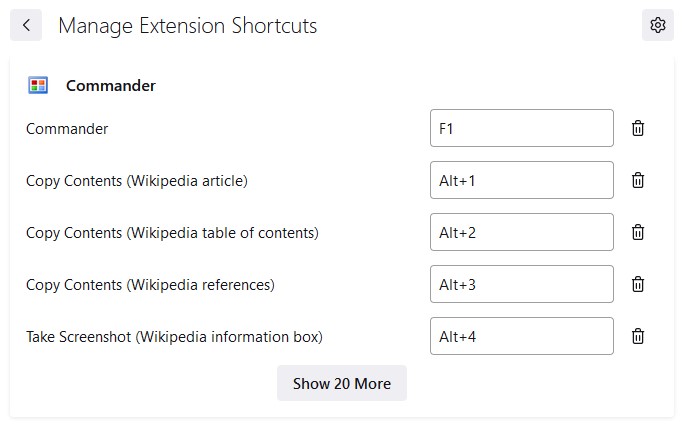 Manage Extension Shortcuts
Commander
Commander F1
Copy Contents (Wikipedia article) Alt+1
Copy Contents (Wikipedia table of contents) Alt+2
Copy Contents (Wikipedia references) Alt+3
Take Screenshot (Wikipedia information box) Alt+4
Show 20 More